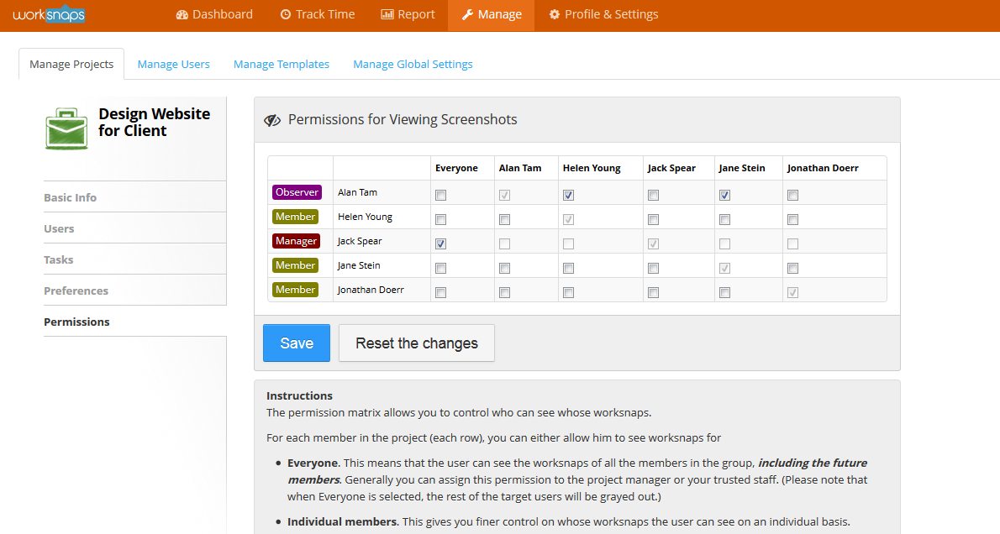 worksnaps Dashboard Track Time Report Manage Profile & Settings
Manage Projects Manage Users Manage Templates Manage Global Settings
Design Website
for Client
Basic Info
Users
Tasks
Preferences
Permissions
Permissions for Viewing Screenshots
Everyone Alan Tam Helen Young Jack Spear Jane Stein Jonathan Doerr
Observer Alan Tam
Member Helen Young
Manager Jack Spear
Member Jane Stein
Member Jonathan Doerr
Save Reset the changes
Instructions
The permission matrix allows you to control who can see whose worksnaps.
For each member in the project (each row), you can either allow him to see worksnaps for
• Everyone. This means that the user can see the worksnaps of all the members in the group, including the future
members. Generally you can assign this permission to the project manager or your trusted staff. (Please note that
when Everyone is selected, the rest of the target users will be grayed out.)
• Individual members. This gives you finer control on whose worksnaps the user can see on an individual basis.